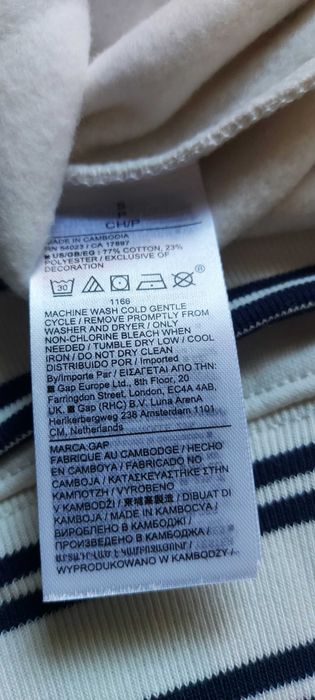 CH/P
MADE IN CAMBODIA
RN 54023 / CA 17897
US/GB/EG | 77% COTTON, 23%
POLYESTER / EXCLUSIVE OF
DECORATION
30
1166
MACHINE WASH COLD GENTLE
CYCLE / REMOVE PROMPTLY FROM
WASHER AND DRYER / ONLY
NON-CHLORINE BLEACH WHEN
NEEDED / TUMBLE DRY LOW / COOL
IRON / DO NOT DRY CLEAN
DISTRIBUIDO POR / Imported
By/Importe Par / ΕΙΣΑΓΕΤΑΙ ΑΠΟ /
Gap Europe Ltd., 8th Floor, 20
Farringdon Street, London, EC4A 4AB,
UK. Gap (RHC) B.V. Luna ArenA
Herikerbergweg 238 Amsterdam 1101
CM, Netherlands
MARCA GAP
FABRIQUE AU CAMBODGE / HECHO
EN CAMBOYA / FABRICADO NO
CAMBOJA / ΚΑΤΑΣΚΕΥΑΣΤΗΚΕ ΣΤΗΝ
ΚΑΜΠΟΤΖΗ / VYROBENO
V KAMBODŽI / 柬埔寨製造 / DIBUAT DI
KAMBOJA / MADE IN KAMBOCYA /
ВИРОБЛЕНО В КАМБОДЖІ /
ПРОИЗВЕДЕНО В КАМБОДЖЕ /
WYPRODUKOWANO W KAMBODŻY /